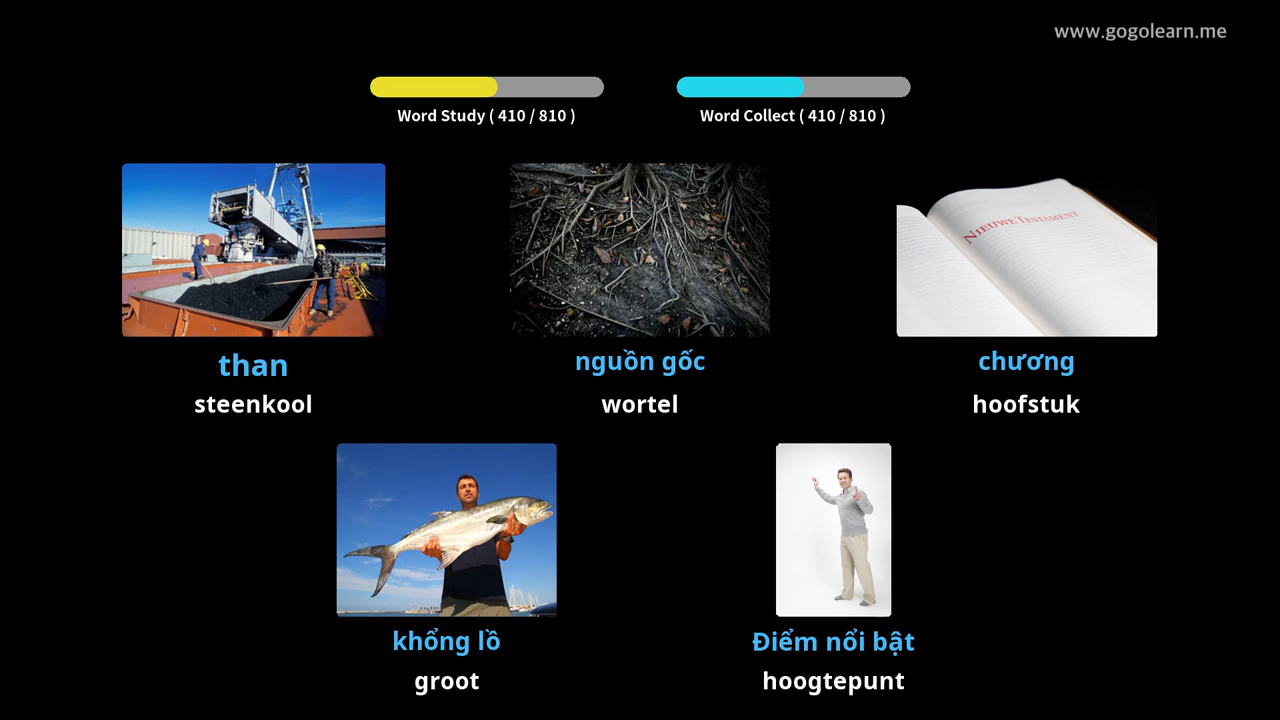 www.gogolearn.me
Word Study ( 410 / 810 )
Word Collect ( 410 / 810 )
NIEUWE TESTAMENT
than
nguồn gốc
chương
steenkool
wortel
hoofstuk
khổng lồ
Điểm nổi bật
groot
hoogtepunt